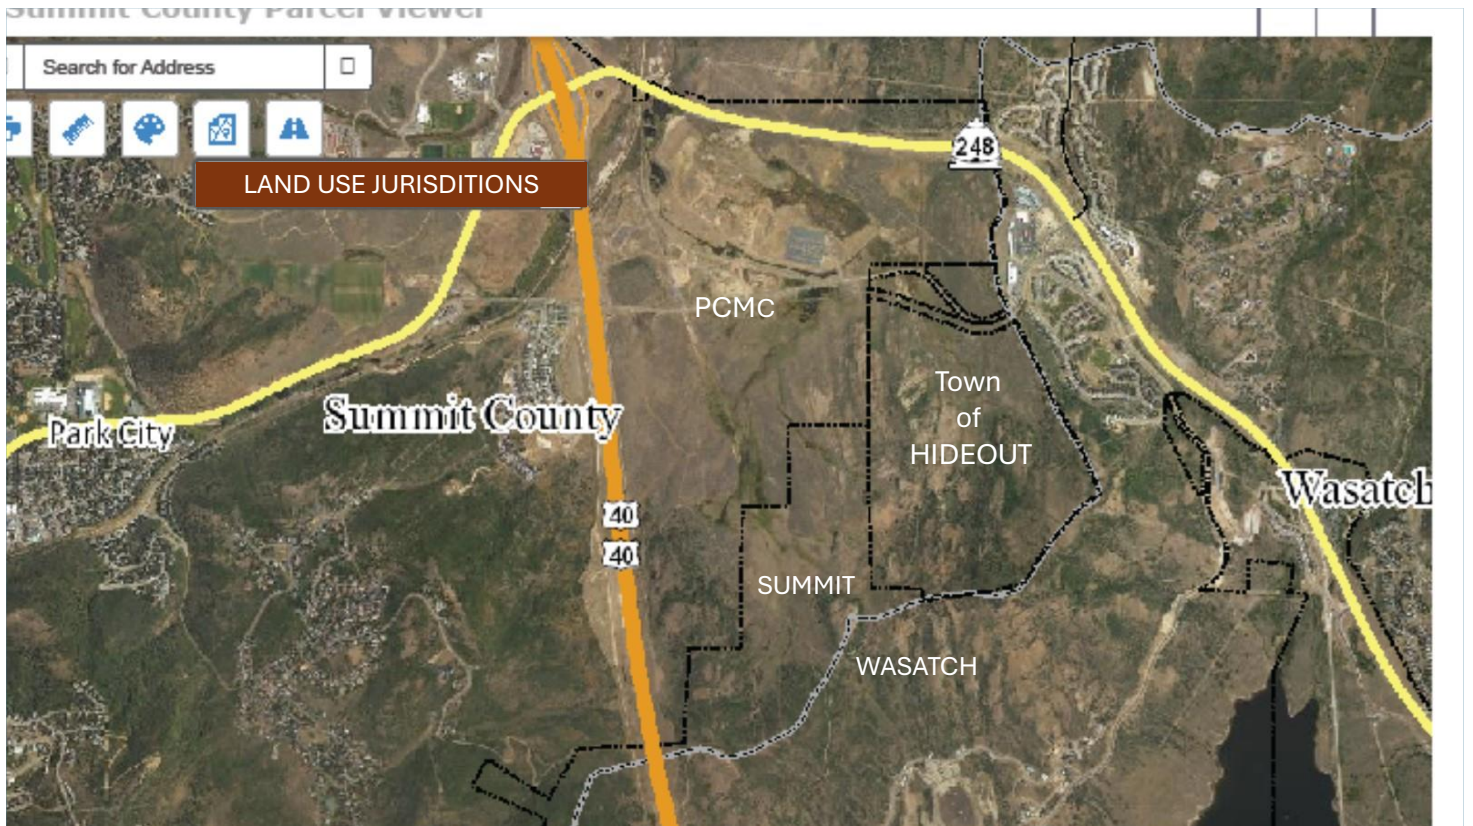 Summit County Parcel Viewer
Search for Address
LAND USE JURISDITIONS
248
PCMC
Town
of
HIDEOUT
Summit County
Park City
Wasatch
40
40
SUMMIT
WASATCH